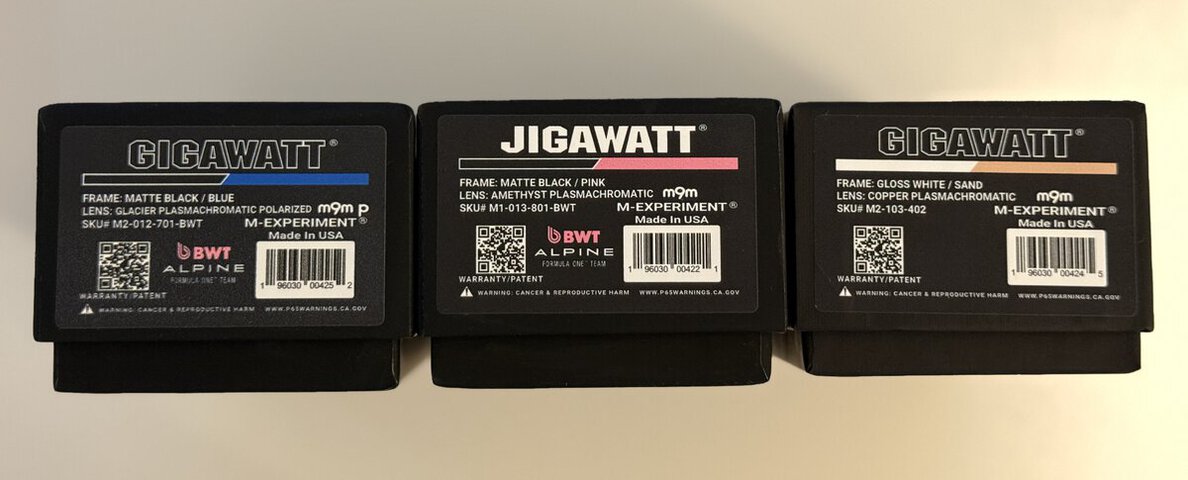 GIGAWATT®
FRAME: MATTE BLACK / BLUE
LENS: GLACIER PLASMACHROMATIC POLARIZED m9m p
SKU# M2-012-701-BWT M-EXPERIMENT®
Made In USA
BWT
ALPINE
FORMULA ONE™ TEAM
1 96030 00425 2
WARRANTY/PATENT
WARNING: CANCER & REPRODUCTIVE HARM WWW.P65WARNINGS.CA.GOV
JIGAWATT®
FRAME: MATTE BLACK / PINK
LENS: AMETHYST PLASMACHROMATIC m9m
SKU# M1-013-801-BWT M-EXPERIMENT®
Made In USA
BWT
ALPINE
FORMULA ONE™ TEAM
1 96030 00422 1
WARRANTY/PATENT
WARNING: CANCER & REPRODUCTIVE HARM WWW.P65WARNINGS.CA.GOV
GIGAWATT®
FRAME: GLOSS WHITE / SAND
LENS: COPPER PLASMACHROMATIC m9m
SKU# M2-103-402 M-EXPERIMENT®
Made In USA
1 96030 00424 5
WARRANTY/PATENT
WARNING: CANCER & REPRODUCTIVE HARM WWW.P65WARNINGS.CA.GOV